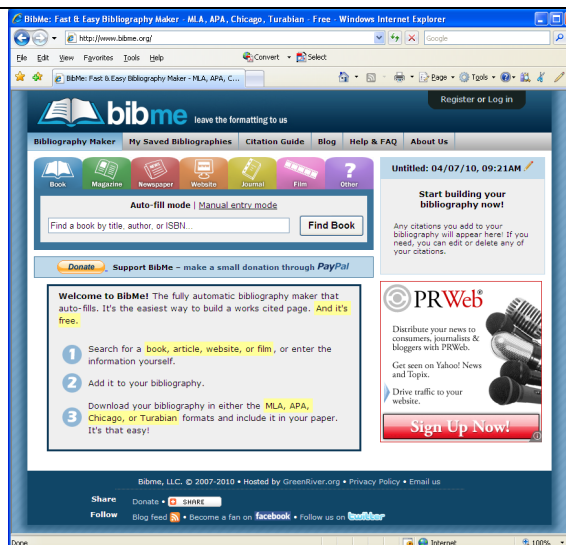 BibMe: Fast & Easy Bibliography Maker - MLA, APA, Chicago, Turabian - Free - Windows Internet Explorer
http://www.bibme.org/
Google
File Edit View Favorites Tools Help Convert Select
BibMe: Fast & Easy Bibliography Maker - MLA, APA, C...
Page Tools
Register or Log in
bibme leave the formatting to us
Bibliography Maker My Saved Bibliographies Citation Guide Blog Help & FAQ About Us
Book Magazine Newspaper Website Journal Film Other
Auto-fill mode | Manual entry mode
Find a book by title, author, or ISBN...
Find Book
Untitled: 04/07/10, 09:21AM
Start building your
bibliography now!
Any citations you add to your
bibliography will appear here! If you
need, you can edit or delete any of
your citations.
Donate Support BibMe – make a small donation through PayPal
Welcome to BibMe! The fully automatic bibliography maker that
auto-fills. It's the easiest way to build a works cited page. And it's
free.
1 Search for a book, article, website, or film, or enter the
information yourself.
2 Add it to your bibliography.
3 Download your bibliography in either the MLA, APA,
Chicago, or Turabian formats and include it in your paper.
It's that easy!
PRWeb
Distribute your news to
consumers, journalists &
bloggers with PRWeb.
Get seen on Yahoo! News
and Topix.
Drive traffic to your
website.
Sign Up Now!
Bibme, LLC. © 2007-2010 • Hosted by GreenRiver.org • Privacy Policy • Email us
Share Donate • SHARE
Follow Blog feed • Become a fan on facebook • Follow us on twitter
Done Internet 100%